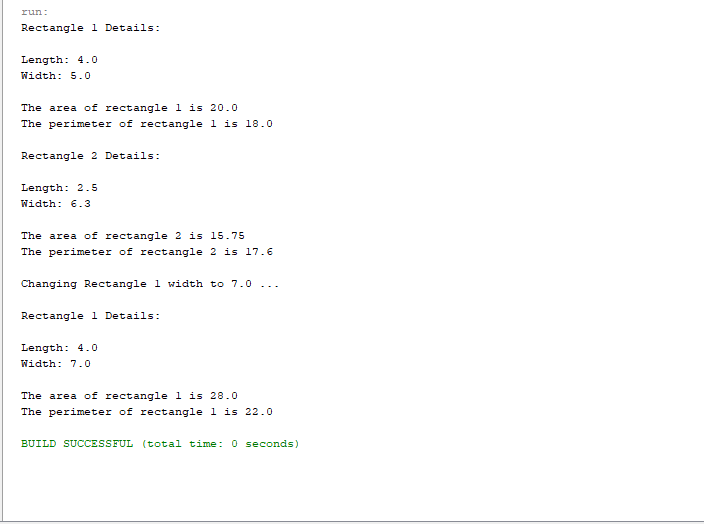 run:
Rectangle 1 Details:
Length: 4.0
Width: 5.0
The area of rectangle 1 is 20.0
The perimeter of rectangle 1 is 18.0
Rectangle 2 Details:
Length: 2.5
Width: 6.3
The area of rectangle 2 is 15.75
The perimeter of rectangle 2 is 17.6
Changing Rectangle 1 width to 7.0 ...
Rectangle 1 Details:
Length: 4.0
Width: 7.0
The area of rectangle 1 is 28.0
The perimeter of rectangle 1 is 22.0
BUILD SUCCESSFUL (total time: 0 seconds)